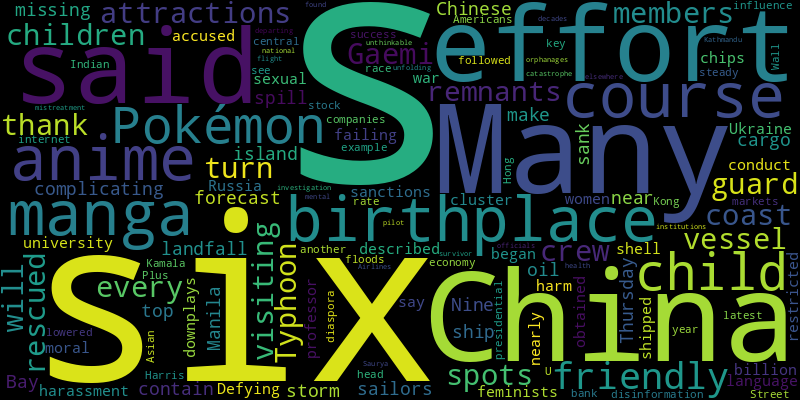 missing attractions S effort Chinese members influence
Americans
children accused central success unthinkable Gaemi key decades Kathmandu Wall
said Indian national flight see sexual race unfolding followed chips steady
found departing
spill stock war catastrophe orphanages elsewhere
remnants course
mistreatment thank Pokémon companies failing make Many Ukraine cargo
internet anime turn island example sank
complicating forecast Russia investigation mental sanctions cluster Hong women near Kong conduct markets guard
manga rate birthplace institutions coast
university landfall visiting pilot another described began officials crew shell vessel
will rescued Kamala Plus floods Airlines survivor economy oil Thursday child restricted
every six Typhoon diaspora professor say China harm health
top downplays Manila Nine ship presidential nearly obtained shipped year latest
lowered moral Asian
Bay harassment contain Harris Defying storm Saurya head sailors spots feminists U friendly bank disinformation billion language Street